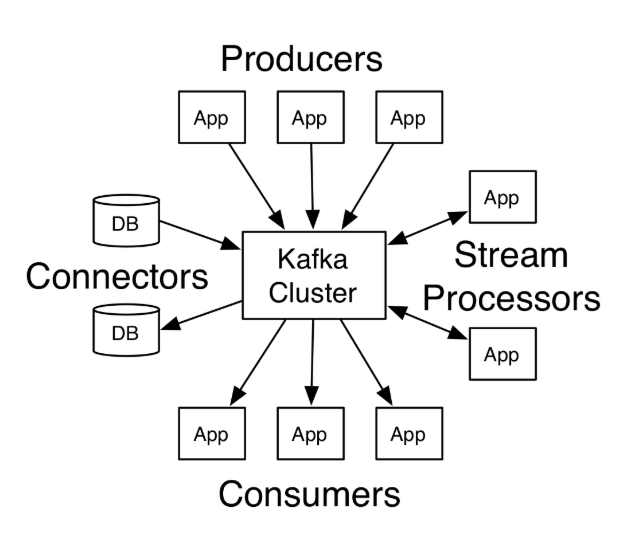 Producers
App
App
App
DB
App
Kafka
Cluster
Stream
Processors
Connectors
DB
App
App
App
App
Consumers